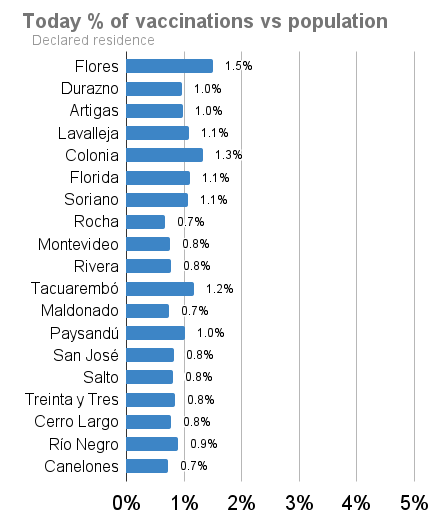 Today % of vaccinations vs population
Declared residence
Flores 1.5%
Durazno 1.0%
Artigas 1.0%
Lavalleja 1.1%
Colonia 1.3%
Florida 1.1%
Soriano 1.1%
Rocha 0.7%
Montevideo 0.8%
Rivera 0.8%
Tacuarembó 1.2%
Maldonado 0.7%
Paysandú 1.0%
San José 0.8%
Salto 0.8%
Treinta y Tres 0.8%
Cerro Largo 0.8%
Río Negro 0.9%
Canelones 0.7%
0% 1% 2% 3% 4% 5%